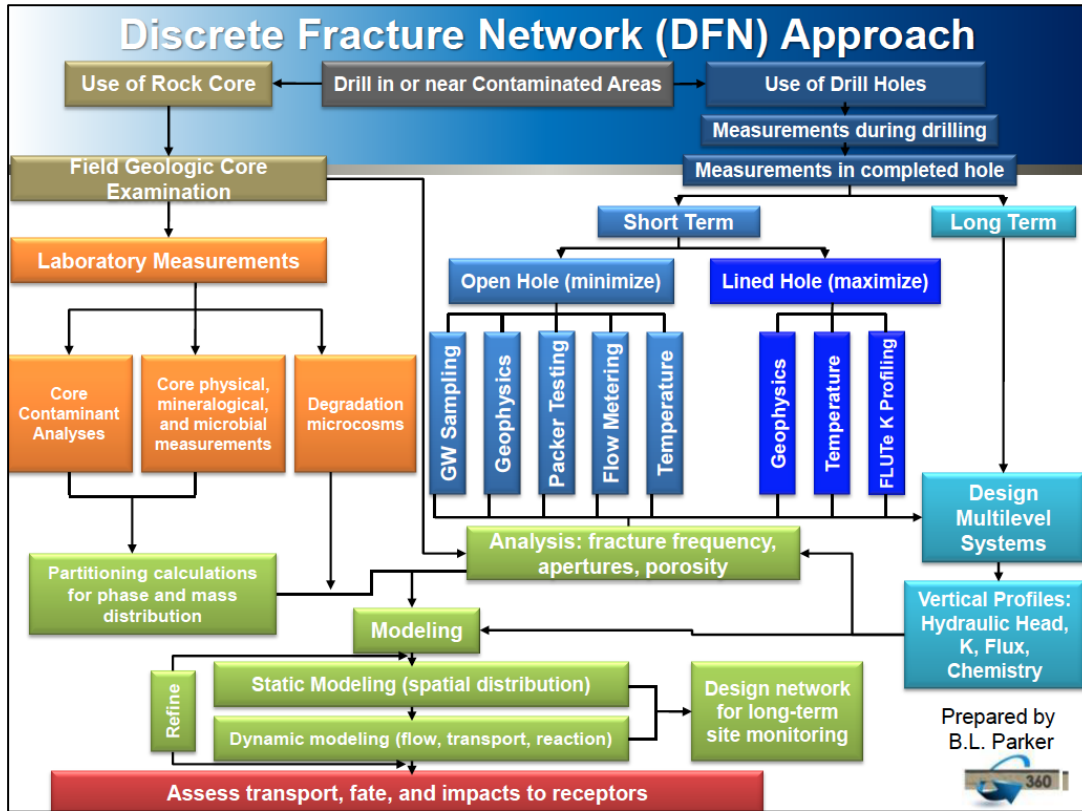 Discrete Fracture Network (DFN) Approach
Use of Rock Core
Drill in or near Contaminated Areas
Use of Drill Holes
Measurements during drilling
Field Geologic Core
Examination
Measurements in completed hole
Short Term
Long Term
Laboratory Measurements
Open Hole (minimize)
Lined Hole (maximize)
Core
Contaminant
Analyses
Core physical,
mineralogical,
and microbial
measurements
Degradation
microcosms
GW Sampling
Geophysics
Packer Testing
Flow Metering
Temperature
Geophysics
Temperature
FLUTe K Profiling
Design
Multilevel
Systems
Analysis: fracture frequency,
apertures, porosity
Partitioning calculations
for phase and mass
distribution
Vertical Profiles:
Hydraulic Head,
K, Flux,
Chemistry
Modeling
Refine
Static Modeling (spatial distribution)
Dynamic modeling (flow, transport, reaction)
Design network
for long-term
site monitoring
Prepared by
B.L. Parker
360
Assess transport, fate, and impacts to receptors